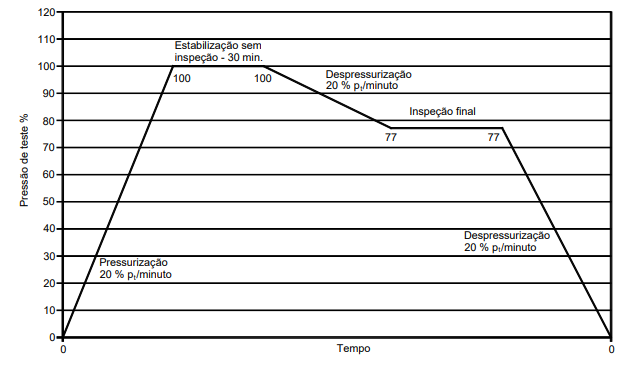 120
110
100
90
80
70
60
50
40
30
20
10
0
Pressão de teste %
Estabilização sem
inspeção - 30 min.
100
100
Despressurização
20 % pt/minuto
Inspeção final
77
77
Despressurização
20 % pt/minuto
Pressurização
20 % pt/minuto
0
Tempo
0